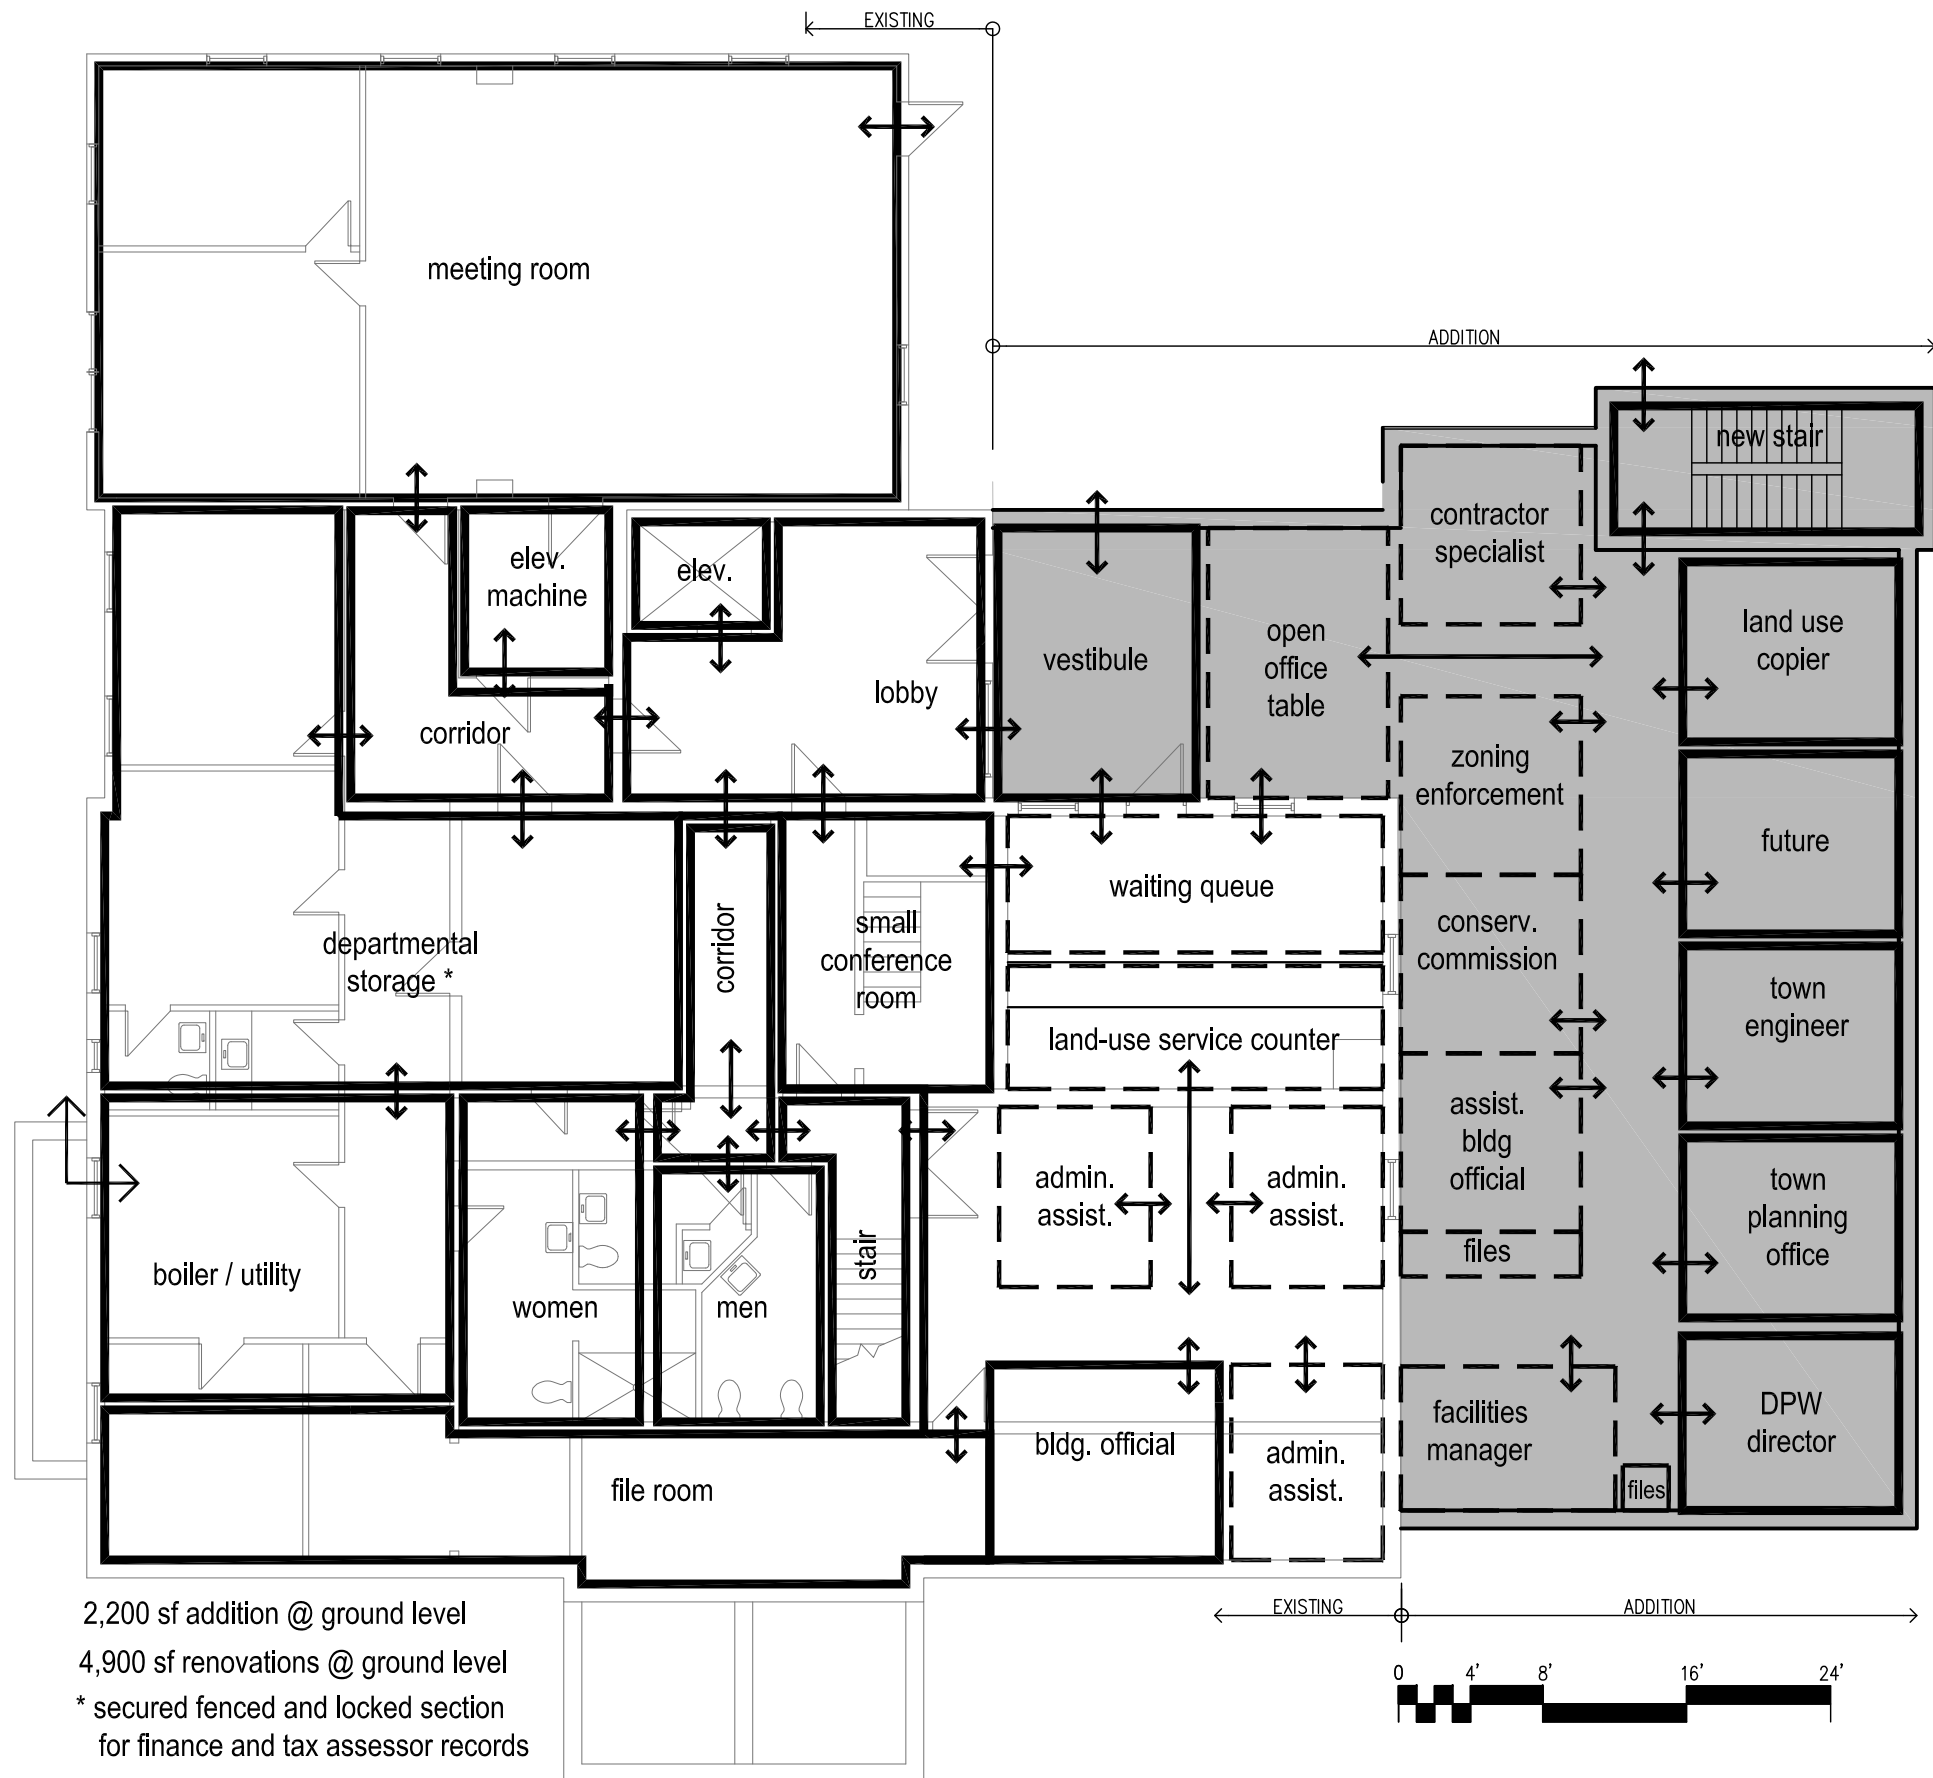 EXISTING
meeting room
ADDITION
new stair
contractor
specialist
elev.
machine
elev.
open
office
table
land use
copier
vestibule
lobby
corridor
zoning
enforcement
future
waiting queue
departmental
storage *
corridor
small
conference
room
conserv.
commission
town
engineer
land-use service counter
assist.
bldg
official
admin.
assist.
admin.
assist.
town
planning
office
files
stair
boiler / utility
women
men
facilities
manager
DPW
director
bldg. official
admin.
assist.
file room
files
2,200 sf addition @ ground level
4,900 sf renovations @ ground level
* secured fenced and locked section
for finance and tax assessor records
EXISTING
ADDITION
0 4' 8' 16' 24'